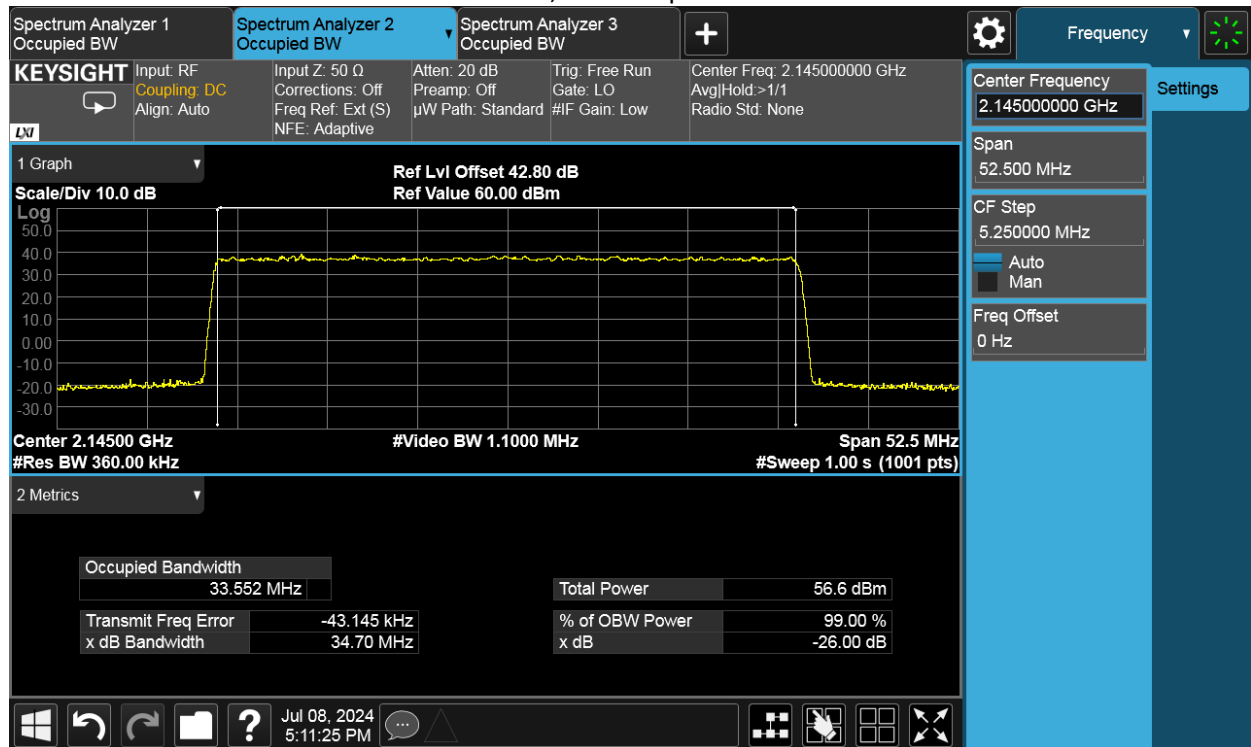 Spectrum Analyzer 1
Occupied BW
Spectrum Analyzer 2
Occupied BW
Spectrum Analyzer 3
Occupied BW
Frequency
KEYSIGHT
LXI
Input: RF
Coupling: DC
Align: Auto
Input Z: 50 Ω
Corrections: Off
Freq Ref: Ext (S)
NFE: Adaptive
Atten: 20 dB
Preamp: Off
µW Path: Standard
Trig: Free Run
Gate: LO
#IF Gain: Low
Center Freq: 2.145000000 GHz
Avg|Hold:>1/1
Radio Std: None
Center Frequency
2.145000000 GHz
Settings
Span
52.500 MHz
CF Step
5.250000 MHz
Auto
Man
Freq Offset
0 Hz
1 Graph
Scale/Div 10.0 dB
Ref Lvl Offset 42.80 dB
Ref Value 60.00 dBm
Log
50.0
40.0
30.0
20.0
10.0
0.00
-10.0
-20.0
-30.0
Center 2.14500 GHz
#Res BW 360.00 kHz
#Video BW 1.1000 MHz
Span 52.5 MHz
#Sweep 1.00 s (1001 pts)
2 Metrics
Occupied Bandwidth
33.552 MHz
Total Power 56.6 dBm
Transmit Freq Error -43.145 kHz
% of OBW Power 99.00 %
x dB Bandwidth 34.70 MHz
x dB -26.00 dB
?
Jul 08, 2024
5:11:25 PM